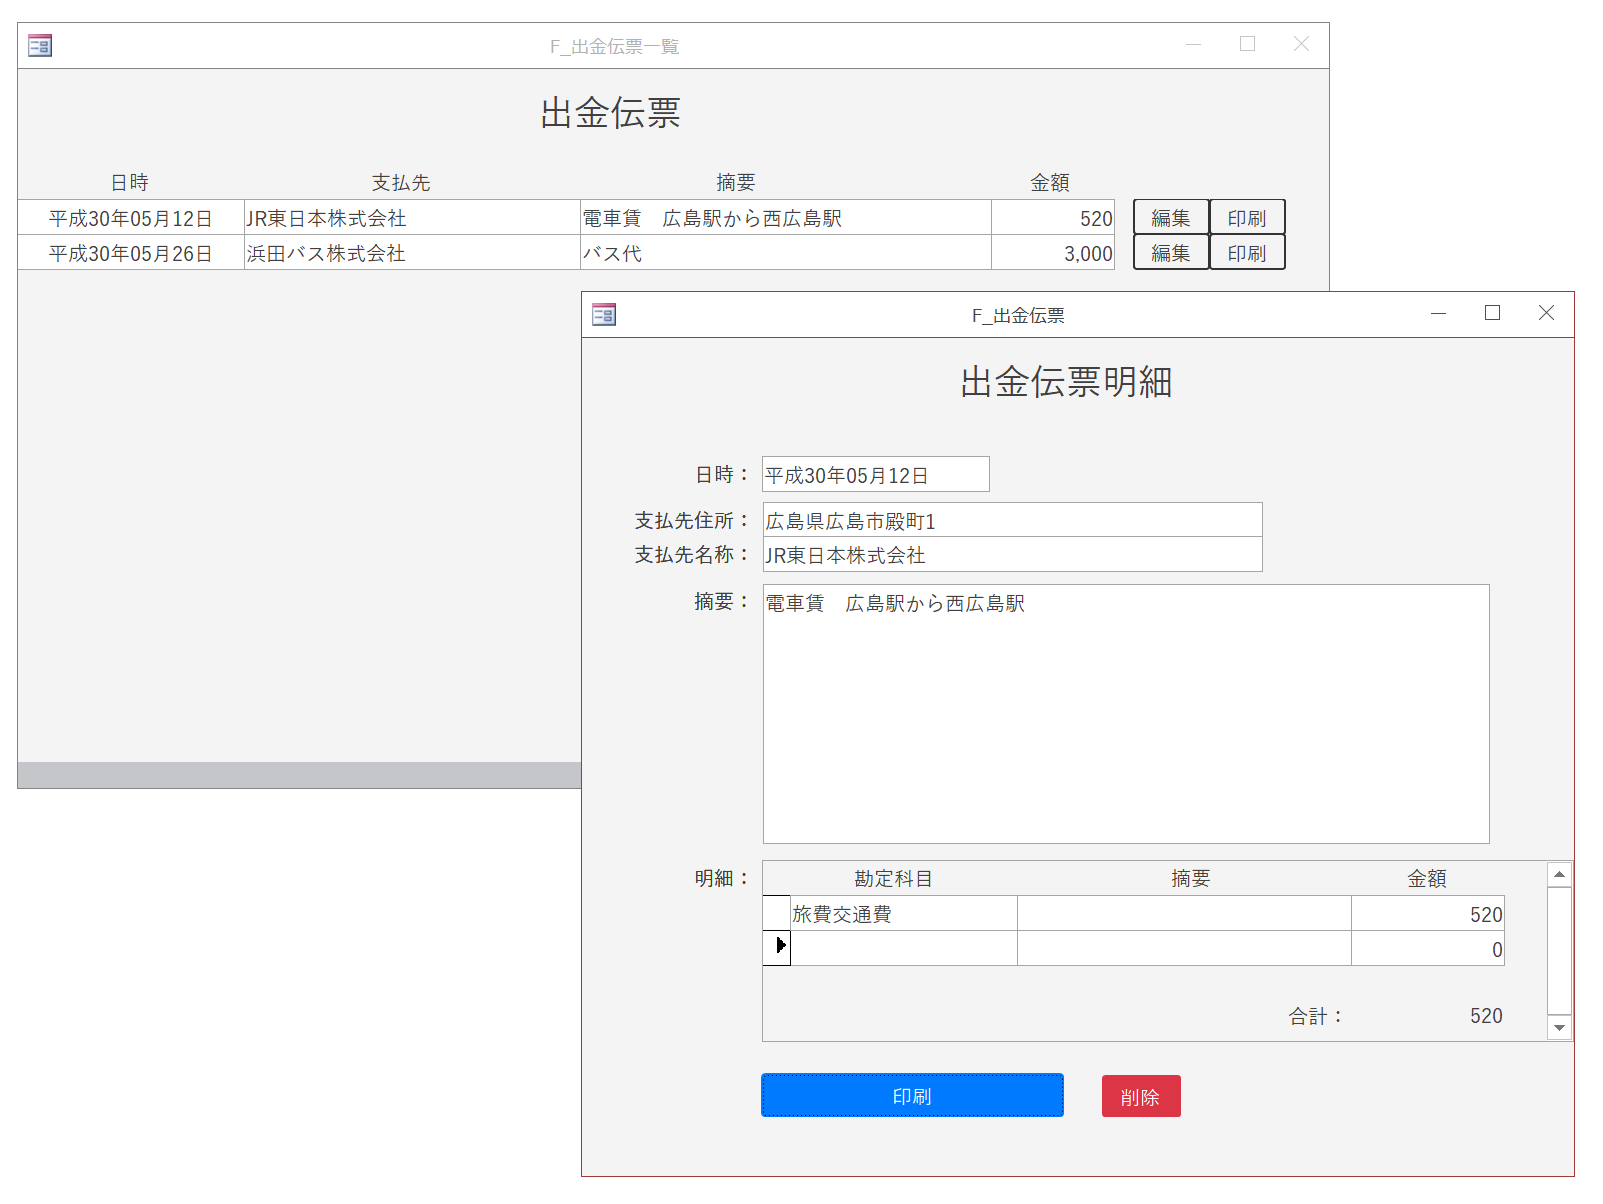 F_出金伝票一覧
出金伝票
日時 支払先 摘要 金額
平成30年05月12日 JR東日本株式会社 電車賃　広島駅から西広島駅 520 編集 印刷
平成30年05月26日 浜田バス株式会社 バス代 3,000 編集 印刷
F_出金伝票
出金伝票明細
日時： 平成30年05月12日
支払先住所： 広島県広島市殿町1
支払先名称： JR東日本株式会社
摘要： 電車賃　広島駅から西広島駅
明細： 勘定科目 摘要 金額
旅費交通費 520
0
合計： 520
印刷 削除